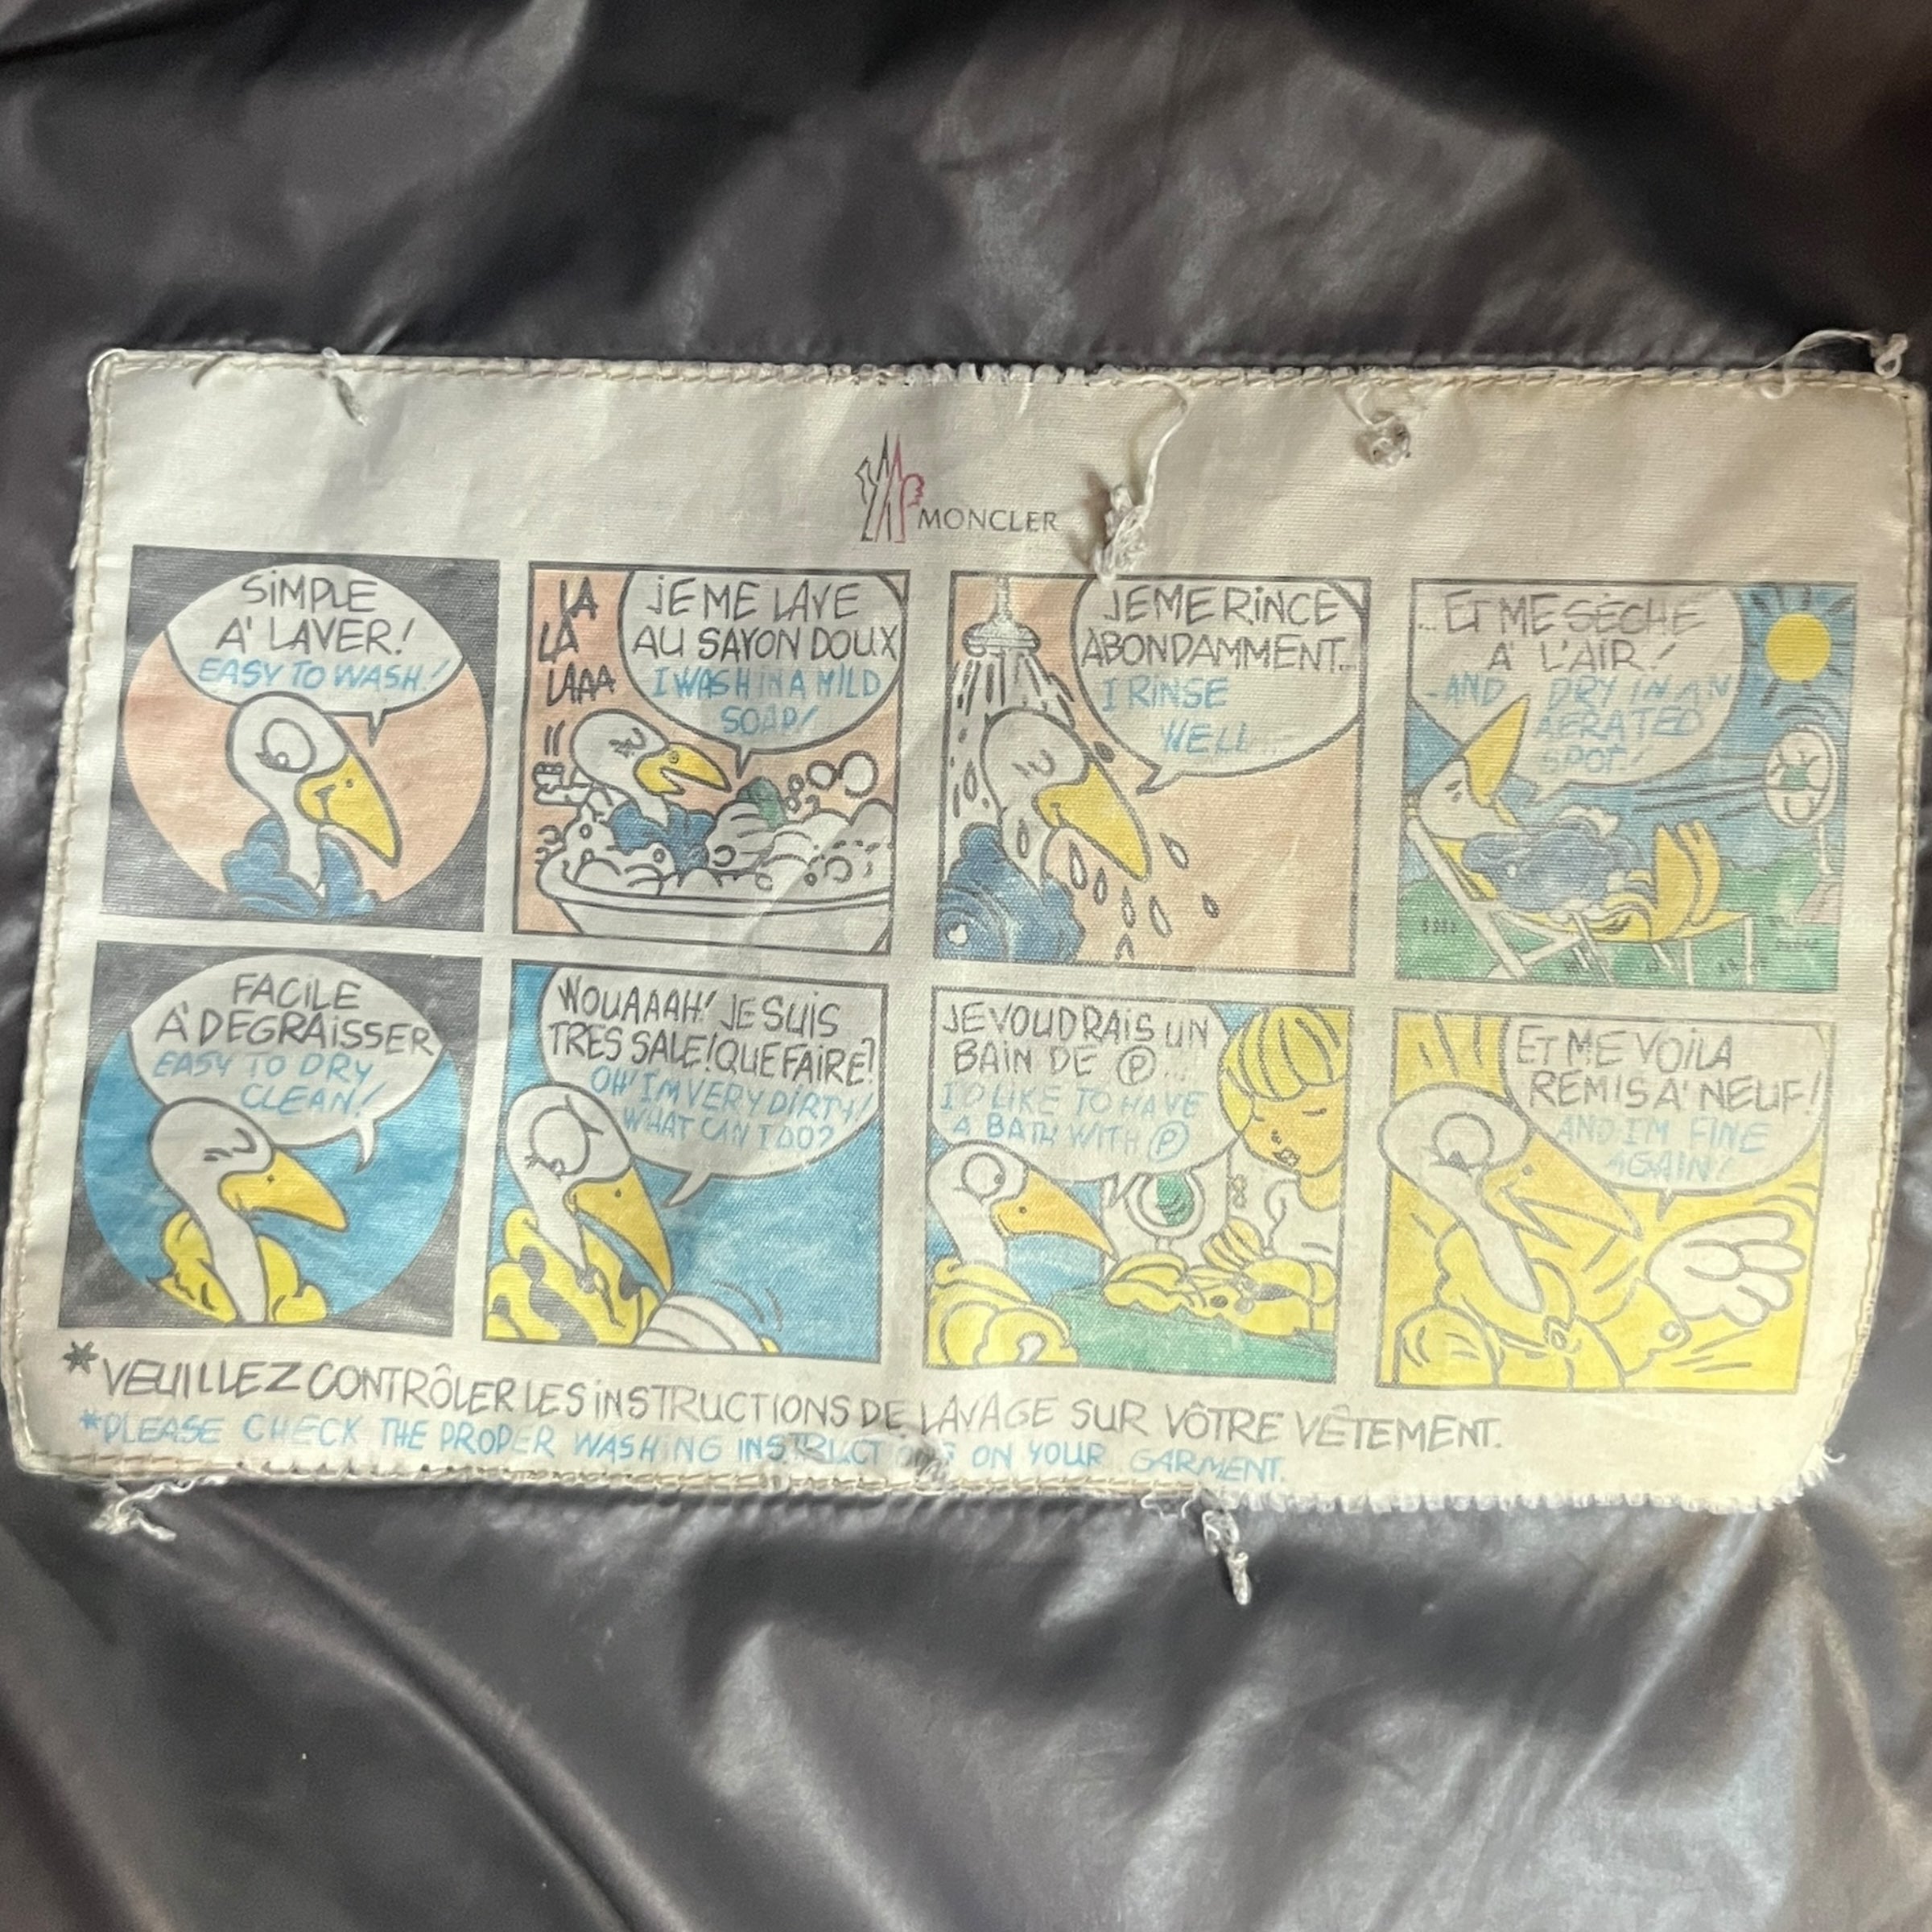 MONCLER
SiMPLE
A' LAVER!
EASY TO WASH!
LA
LA
LAAA
JE ME LAVE
AU SAVON DOUX
I WASH IN A MILD
SOAP!
JE ME RiNCE
ABONDAMMENT...
I RiNSE
WELL...
...ET ME SÈCHE
A' L'AIR!
-AND DRY IN AN
AERATED
SPOT!
FACILE
A' DEGRAiSSER
EASY TO DRY
CLEAN!
WOUAAAH! JE SUiS
TRES SALE! QUE FAIRE?
OH! I'M VERY DIRTY!
WHAT CAN I DO?
JE VOUDRAiS UN
BAIN DE Ⓟ...
I'D LIKE TO HAVE
A BATH WITH Ⓟ
ET ME VOiLA
REMIS A' NEUF!
AND I'M FINE
AGAIN!
*VEUILLEZ CONTRÔLER LES iNSTRUCTIONS DE LAVAGE SUR VÔTRE VÊTEMENT.
*PLEASE CHECK THE PROPER WASHING INSTRUCTIONS ON YOUR GARMENT.